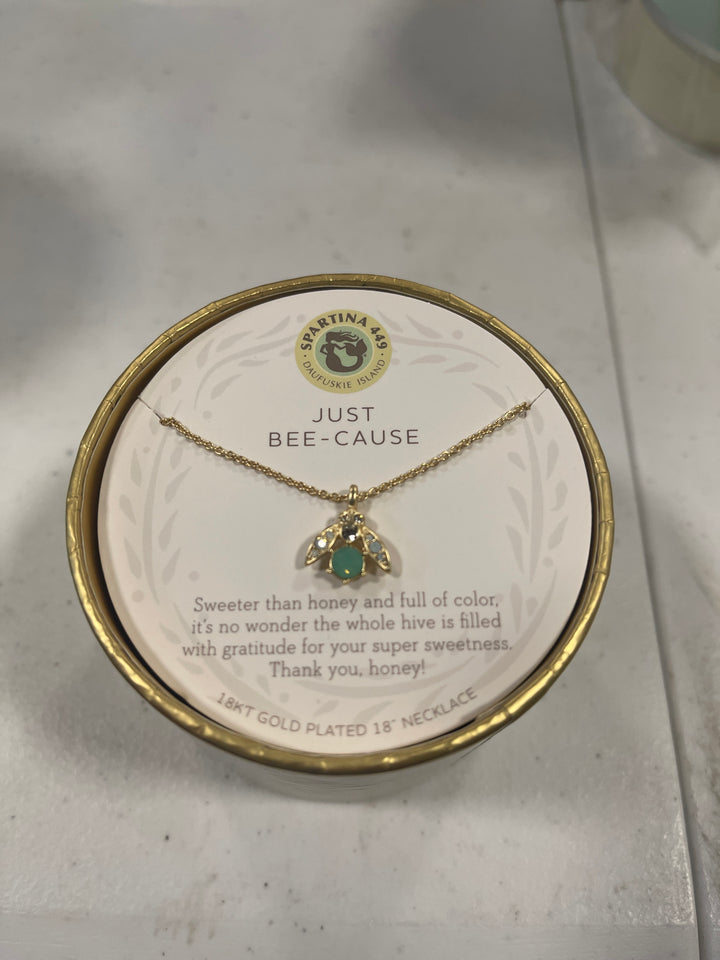 SPARTINA 449
· DAUFUSKIE ISLAND ·
JUST
BEE-CAUSE
Sweeter than honey and full of color,
it's no wonder the whole hive is filled
with gratitude for your super sweetness.
Thank you, honey!
18KT GOLD PLATED 18" NECKLACE